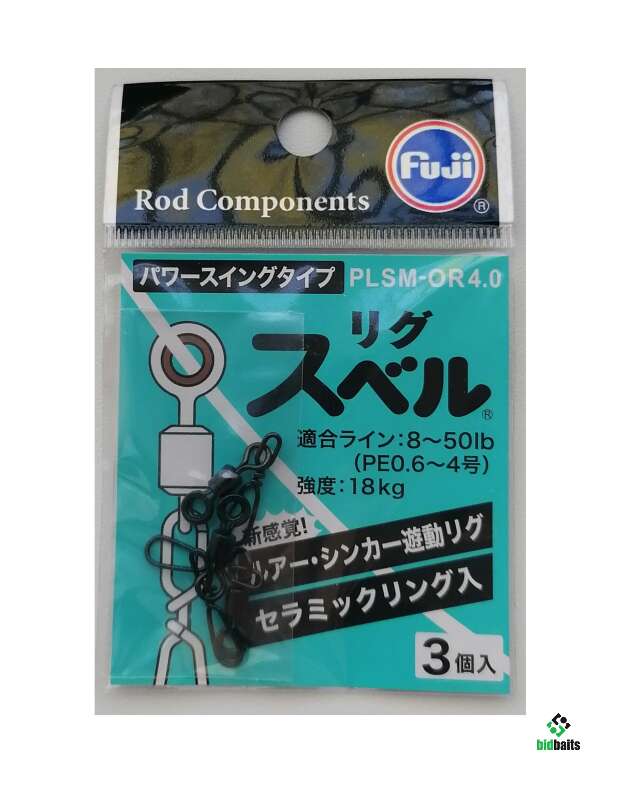 Fuji
®
Rod Components
パワースイングタイプ PLSM-OR4.0
リグ
スベル®
適合ライン:8〜50lb
(PE0.6〜4号)
強度:18kg
新感覚!
ルアー・シンカー遊動リグ
セラミックリング入
3個入
bidbaits